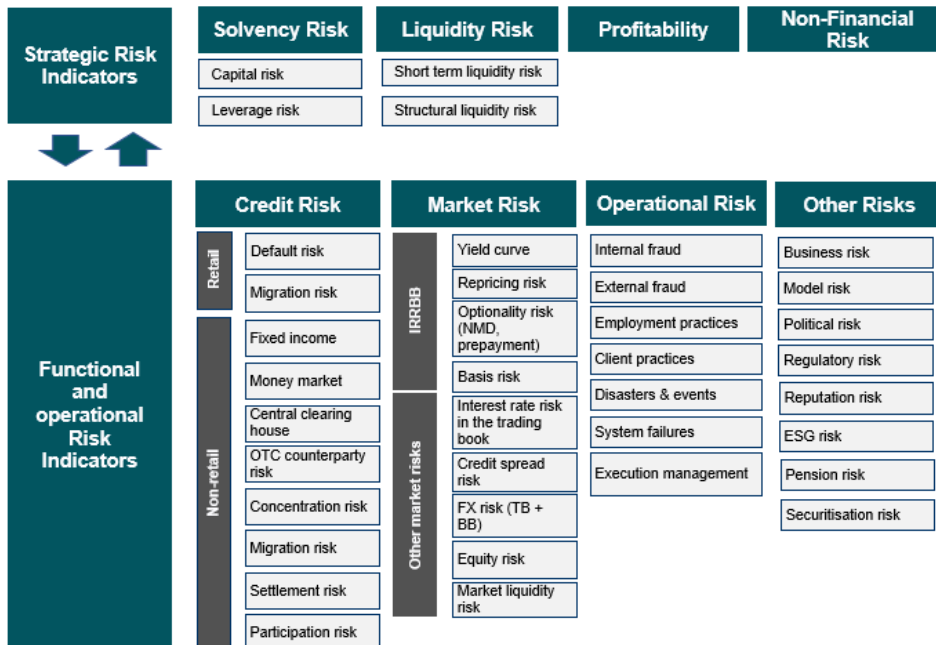 Strategic Risk
Indicators
Solvency Risk
Capital risk
Leverage risk
Liquidity Risk
Short term liquidity risk
Structural liquidity risk
Profitability
Non-Financial
Risk
Functional
and
operational
Risk
Indicators
Credit Risk
Retail
Default risk
Migration risk
Non-retail
Fixed income
Money market
Central clearing
house
OTC counterparty
risk
Concentration risk
Migration risk
Settlement risk
Participation risk
Market Risk
IRRBB
Yield curve
Repricing risk
Optionality risk
(NMD,
prepayment)
Basis risk
Other market risks
Interest rate risk
in the trading
book
Credit spread
risk
FX risk (TB +
BB)
Equity risk
Market liquidity
risk
Operational Risk
Internal fraud
External fraud
Employment practices
Client practices
Disasters & events
System failures
Execution management
Other Risks
Business risk
Model risk
Political risk
Regulatory risk
Reputation risk
ESG risk
Pension risk
Securitisation risk